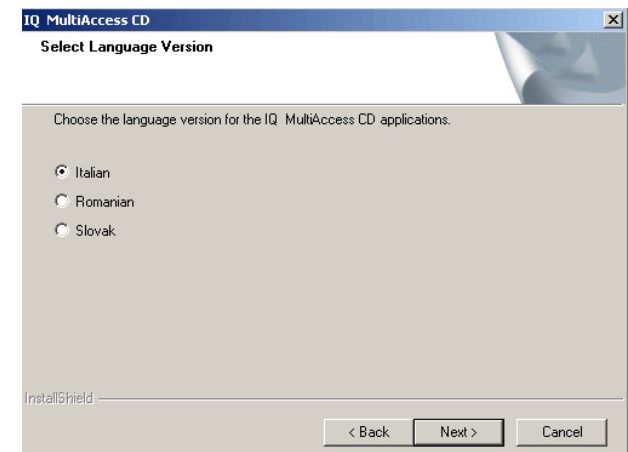 IQ MultiAccess CD
Select Language Version
Choose the language version for the IQ MultiAccess CD applications.
Italian
Romanian
Slovak
InstallShield
< Back
Next >
Cancel